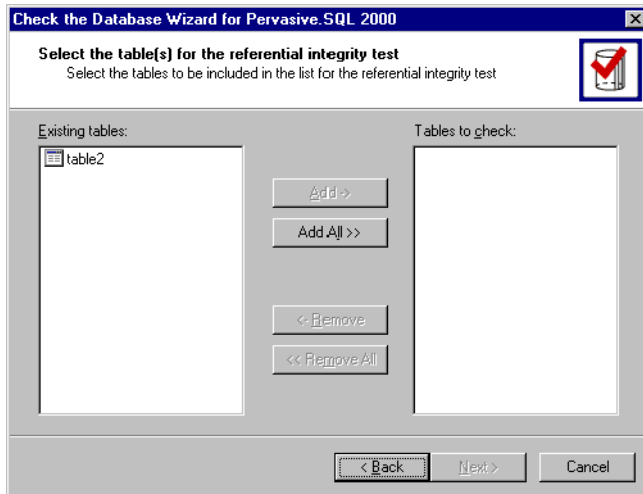 Check the Database Wizard for Pervasive.SQL 2000
Select the table(s) for the referential integrity test
Select the tables to be included in the list for the referential integrity test
Existing tables:
Tables to check:
table2
Add ->
Add All >>
<- Remove
<< Remove All
< Back
Next >
Cancel